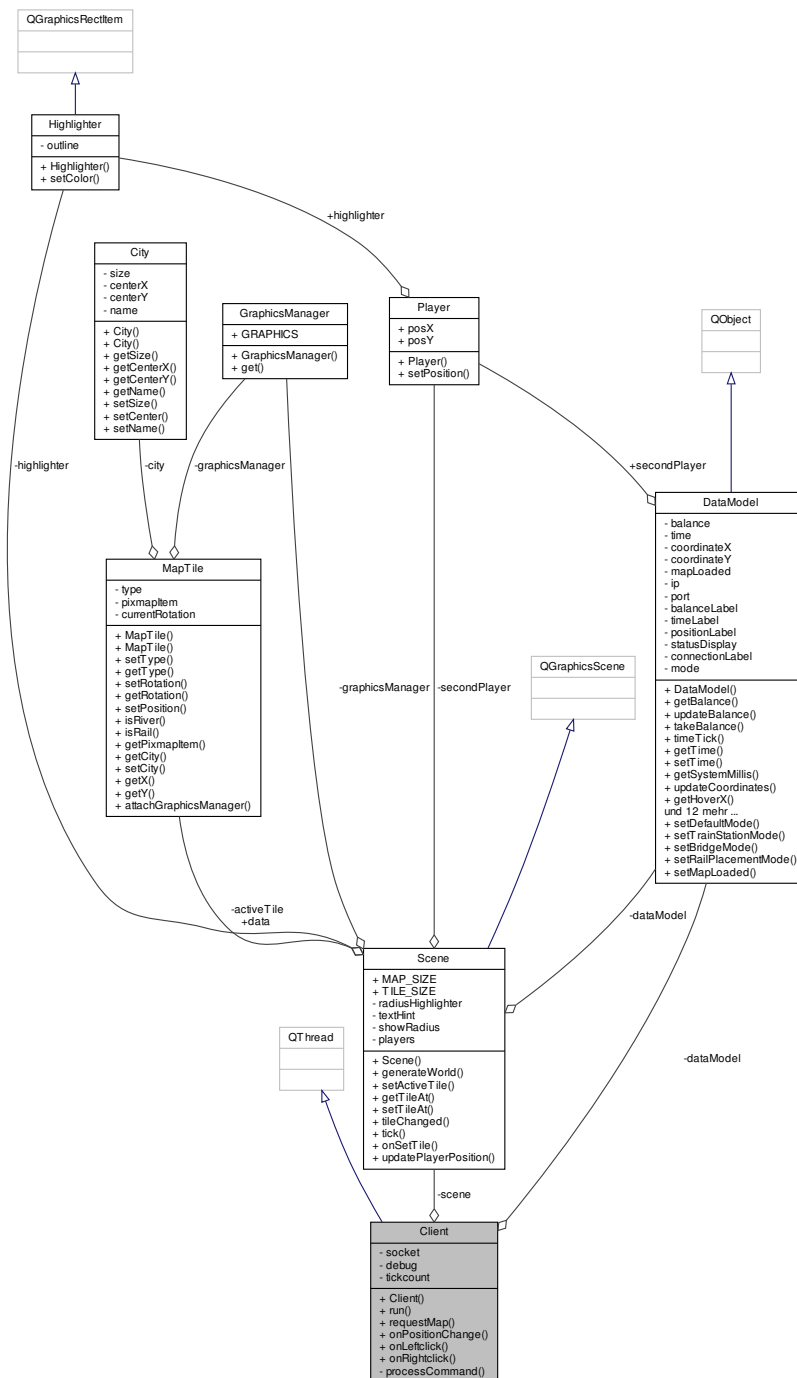 QGraphicsRectItem
Highlighter
- outline
+ Highlighter()
+ setColor()
+highlighter
City
- size
- centerX
- centerY
- name
+ City()
+ City()
+ getSize()
+ getCenterX()
+ getCenterY()
+ getName()
+ setSize()
+ setCenter()
+ setName()
GraphicsManager
+ GRAPHICS
+ GraphicsManager()
+ get()
Player
+ posX
+ posY
+ Player()
+ setPosition()
QObject
-highlighter
-city
-graphicsManager
+secondPlayer
DataModel
- balance
- time
- coordinateX
- coordinateY
- mapLoaded
- ip
- port
- balanceLabel
- timeLabel
- positionLabel
- statusDisplay
- connectionLabel
- mode
+ DataModel()
+ getBalance()
+ updateBalance()
+ takeBalance()
+ timeTick()
+ getTime()
+ setTime()
+ getSystemMillis()
+ updateCoordinates()
+ getHoverX()
und 12 mehr ...
+ setDefaultMode()
+ setTrainStationMode()
+ setBridgeMode()
+ setRailPlacementMode()
+ setMapLoaded()
MapTile
- type
- pixmapItem
- currentRotation
+ MapTile()
+ MapTile()
+ setType()
+ getType()
+ setRotation()
+ getRotation()
+ setPosition()
+ isRiver()
+ isRail()
+ getPixmapItem()
+ getCity()
+ setCity()
+ getX()
+ getY()
+ attachGraphicsManager()
QGraphicsScene
-graphicsManager
-secondPlayer
-activeTile
+data
-dataModel
Scene
+ MAP_SIZE
+ TILE_SIZE
- radiusHighlighter
- textHint
- showRadius
- players
+ Scene()
+ generateWorld()
+ setActiveTile()
+ getTileAt()
+ setTileAt()
+ tileChanged()
+ tick()
+ onSetTile()
+ updatePlayerPosition()
QThread
-dataModel
-scene
Client
- socket
- debug
- tickcount
+ Client()
+ run()
+ requestMap()
+ onPositionChange()
+ onLeftclick()
+ onRightclick()
- processCommand()